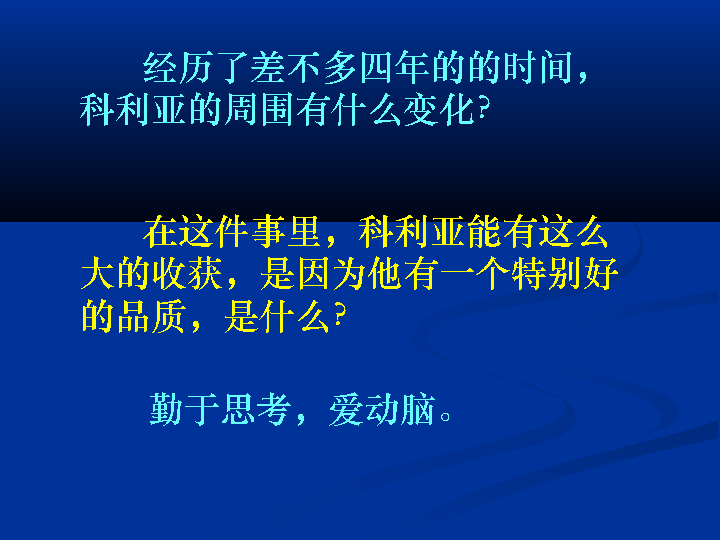 经历了差不多四年的的时间，
科利亚的周围有什么变化?
在这件事里，科利亚能有这么
大的收获，是因为他有一个特别好
的品质，是什么?
勤于思考，爱动脑。